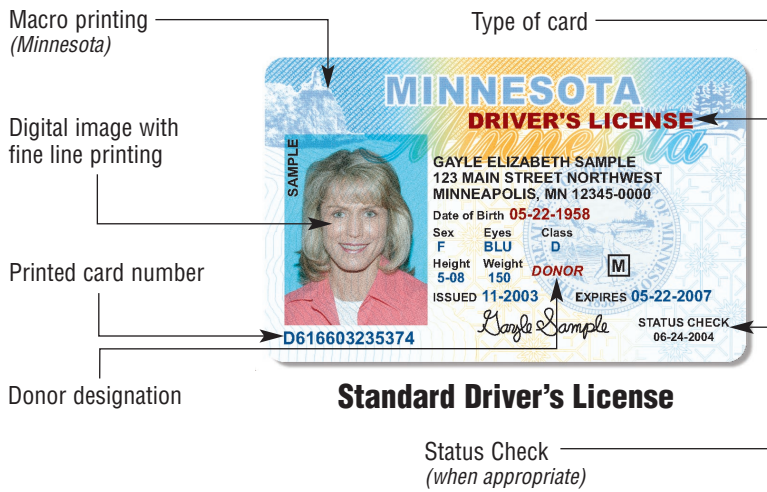 Macro printing
(Minnesota)
Type of card
Digital image with
fine line printing
Printed card number
Donor designation
MINNESOTA
Minnesota
DRIVER'S LICENSE
SAMPLE
GAYLE ELIZABETH SAMPLE
123 MAIN STREET NORTHWEST
MINNEAPOLIS, MN 12345-0000
Date of Birth 05-22-1958
Sex Eyes Class
F BLU D
Height Weight
5-08 150 DONOR M
ISSUED 11-2003 EXPIRES 05-22-2007
Gayle Sample
STATUS CHECK
06-24-2004
D616603235374
Standard Driver's License
Status Check
(when appropriate)